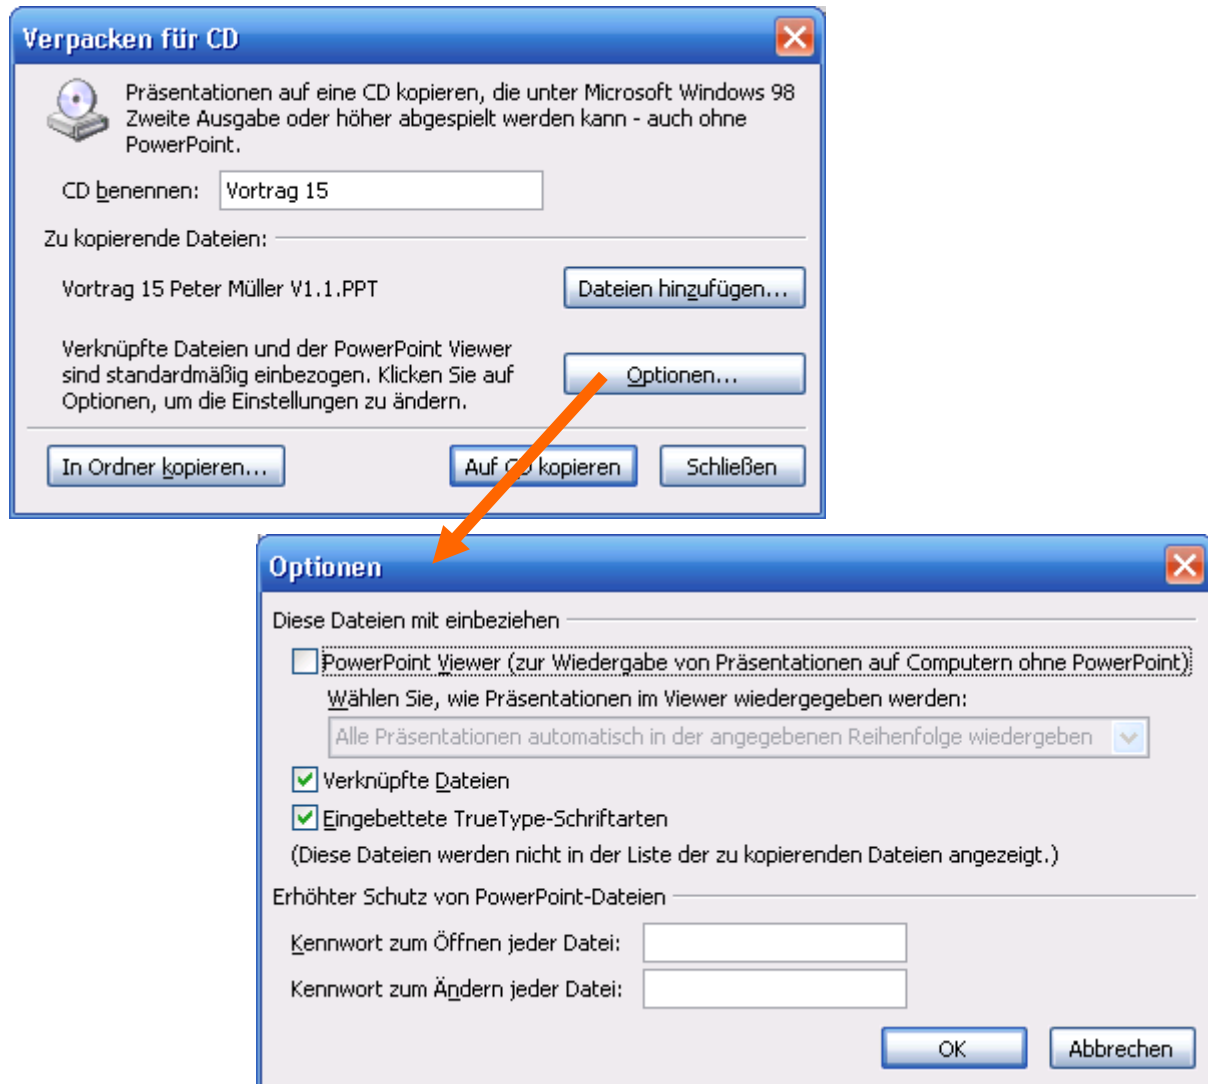 Verpacken für CD
Präsentationen auf eine CD kopieren, die unter Microsoft Windows 98
Zweite Ausgabe oder höher abgespielt werden kann - auch ohne
PowerPoint.
CD benennen: Vortrag 15
Zu kopierende Dateien:
Vortrag 15 Peter Müller V1.1.PPT
Dateien hinzufügen...
Verknüpfte Dateien und der PowerPoint Viewer
sind standardmäßig einbezogen. Klicken Sie auf
Optionen, um die Einstellungen zu ändern.
Optionen...
In Ordner kopieren...
Auf CD kopieren
Schließen
Optionen
Diese Dateien mit einbeziehen
PowerPoint Viewer (zur Wiedergabe von Präsentationen auf Computern ohne PowerPoint)
Wählen Sie, wie Präsentationen im Viewer wiedergegeben werden:
Alle Präsentationen automatisch in der angegebenen Reihenfolge wiedergeben
Verknüpfte Dateien
Eingebettete TrueType-Schriftarten
(Diese Dateien werden nicht in der Liste der zu kopierenden Dateien angezeigt.)
Erhöhter Schutz von PowerPoint-Dateien
Kennwort zum Öffnen jeder Datei:
Kennwort zum Ändern jeder Datei:
OK
Abbrechen